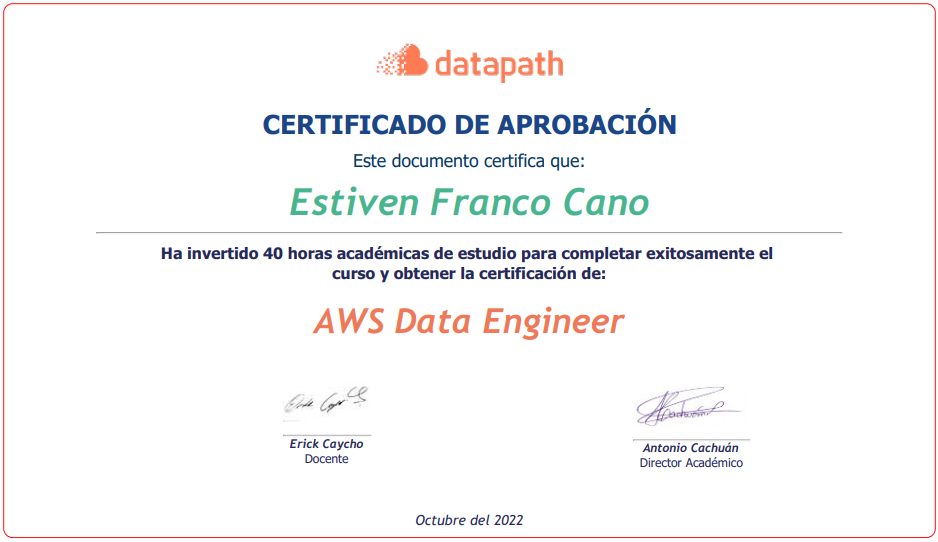 datapath
CERTIFICADO DE APROBACIÓN
Este documento certifica que:
Estiven Franco Cano
Ha invertido 40 horas académicas de estudio para completar exitosamente el
curso y obtener la certificación de:
AWS Data Engineer
Erick Caycho
Docente
Antonio Cachuán
Director Académico
Octubre del 2022